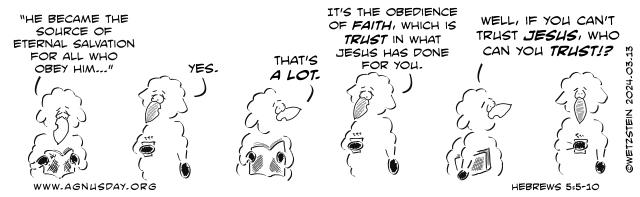 "HE BECAME THE
SOURCE OF
ETERNAL SALVATION
FOR ALL WHO
OBEY HIM..."
YES.
THAT'S
A LOT.
IT'S THE OBEDIENCE
OF FAITH, WHICH IS
TRUST IN WHAT
JESUS HAS DONE
FOR YOU.
WELL, IF YOU CAN'T
TRUST JESUS, WHO
CAN YOU TRUST!?
©WETZSTEIN 2024.03.13
WWW.AGNUSDAY.ORG
HEBREWS 5:5-10